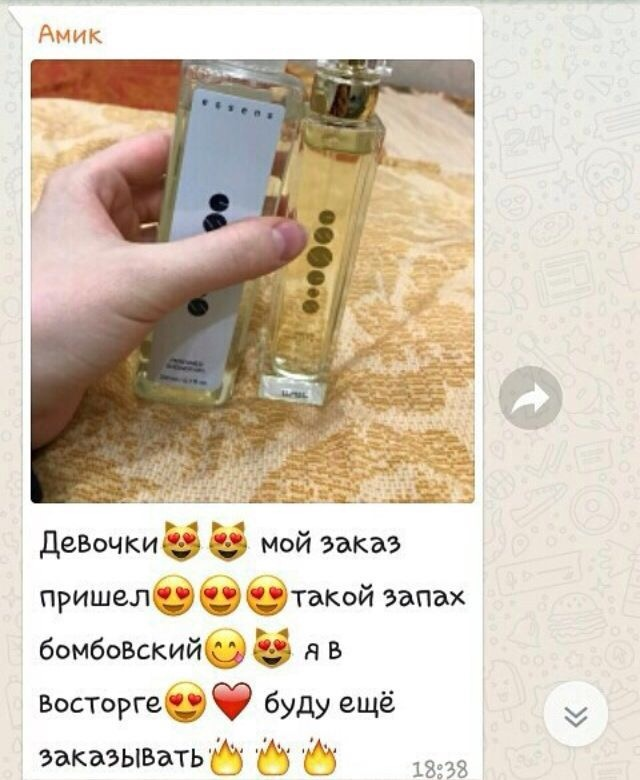 Амик
essens
Девочки😻😻 мой заказ
пришел😍😍😍такой запах
бомбовский😋😻 я в
восторге😍❤️ буду ещё
заказывать🔥🔥🔥
18:38